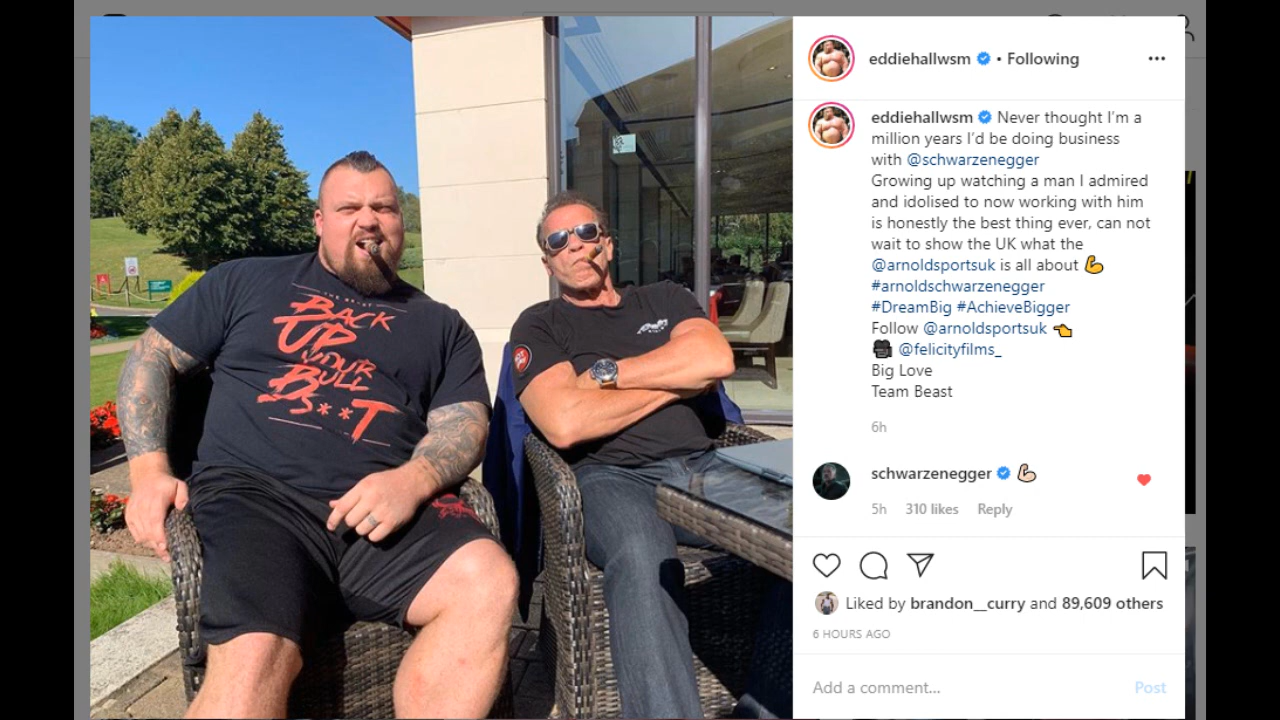 THE BEAST
BACK
UP
YOUR
BULL
S**T
eddiehallwsm • Following
eddiehallwsm Never thought I’m a
million years I’d be doing business
with @schwarzenegger
Growing up watching a man I admired
and idolised to now working with him
is honestly the best thing ever, can not
wait to show the UK what the
@arnoldsportsuk is all about 💪
#arnoldschwarzenegger
#DreamBig #AchieveBigger
Follow @arnoldsportsuk 👈
🎥 @felicityfilms_
Big Love
Team Beast
6h
schwarzenegger 💪🏻
5h 310 likes Reply
Liked by brandon__curry and 89,609 others
6 HOURS AGO
Add a comment... Post